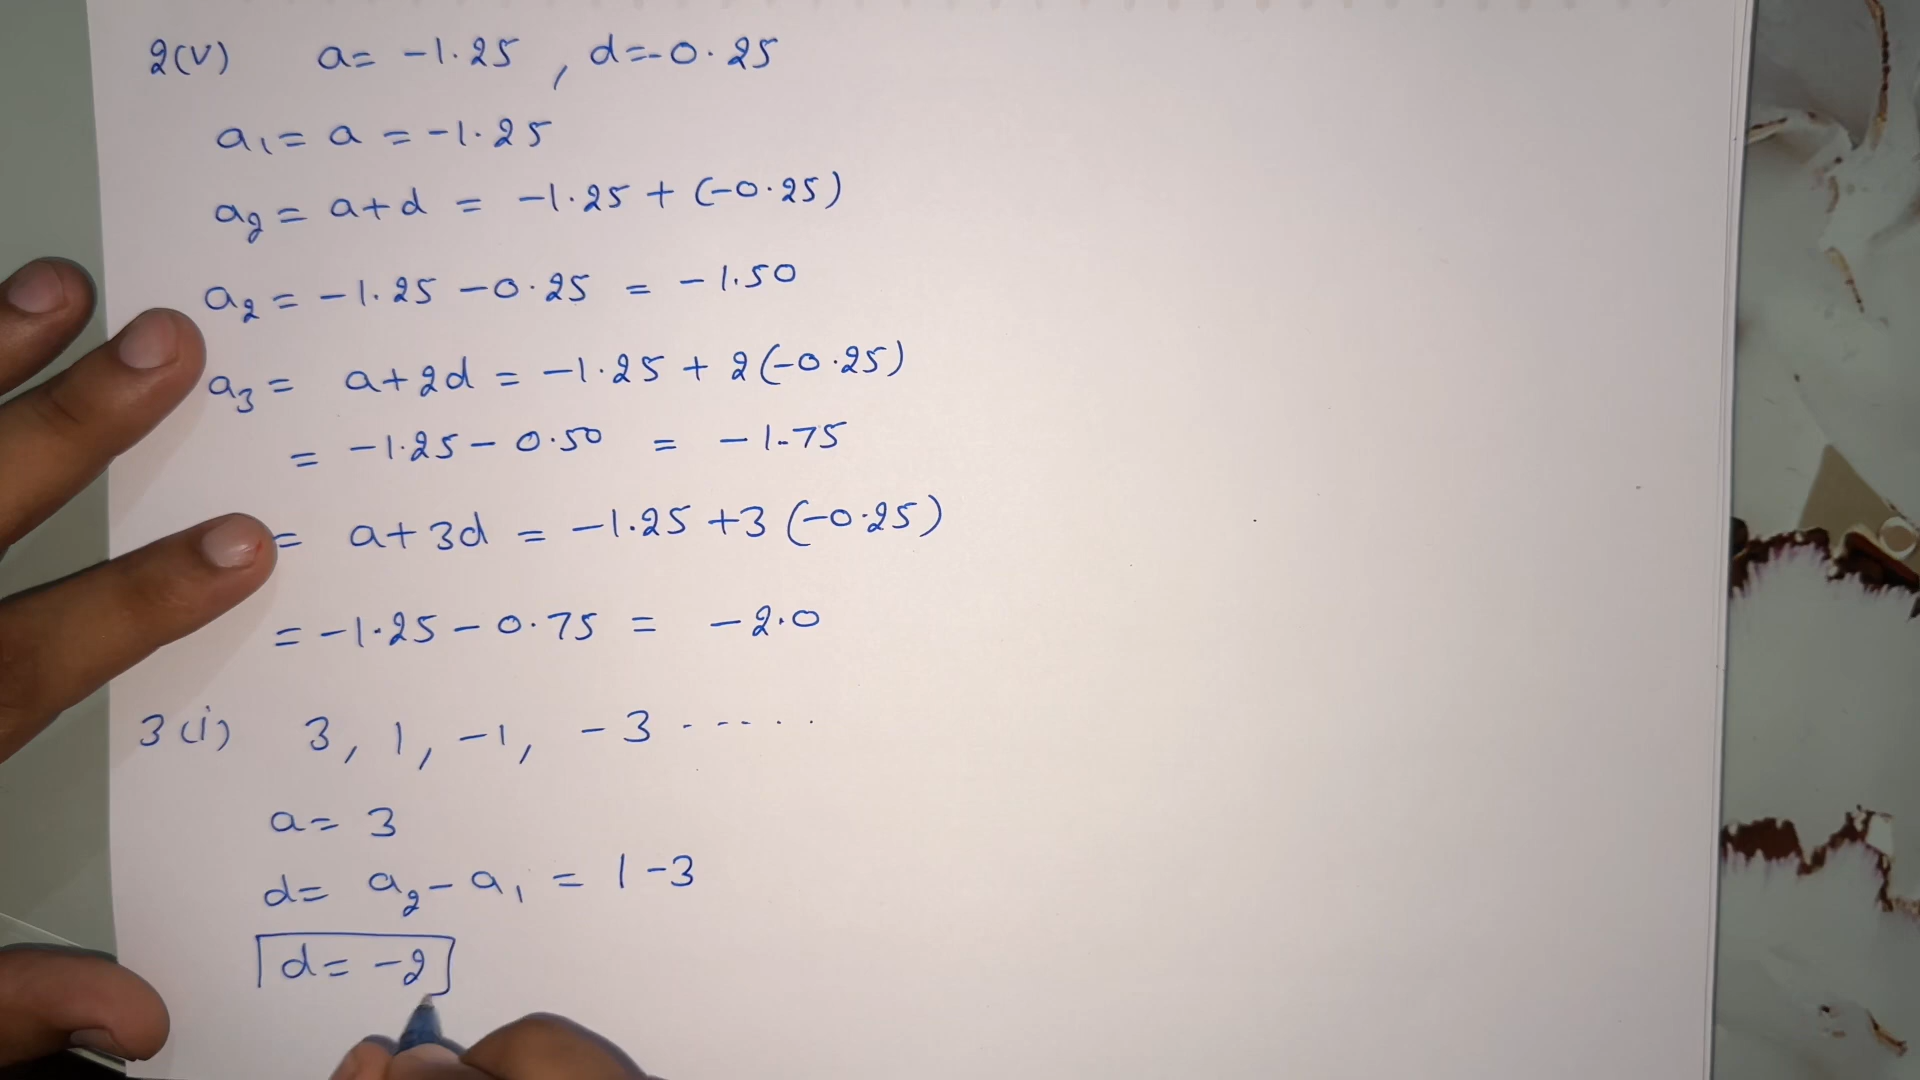 2(V) a = -1.25 , d = -0.25
a1 = a = -1.25
a2 = a+d = -1.25 + (-0.25)
a2 = -1.25 -0.25 = -1.50
a3 = a+2d = -1.25 + 2(-0.25)
= -1.25 - 0.50 = -1.75
= a+3d = -1.25 +3 (-0.25)
= -1.25 - 0.75 = -2.0
3(i) 3, 1, -1, -3 ------
a = 3
d = a2 - a1 = 1-3
d = -2